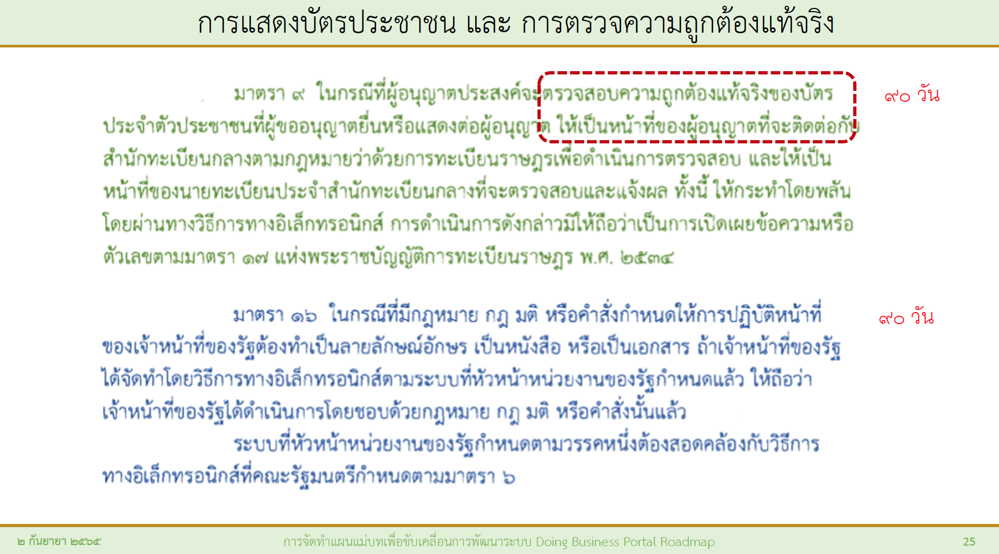 การแสดงบัตรประชาชน และ การตรวจความถูกต้องแท้จริง
มาตรา ๙ ในกรณีที่ผู้อนุญาตประสงค์จะตรวจสอบความถูกต้องแท้จริงของบัตร
๙๐ วัน
ประจำตัวประชาชนที่ผู้ขออนุญาตยื่นหรือแสดงต่อผู้อนุญาต ให้เป็นหน้าที่ของผู้อนุญาตที่จะติดต่อกับ
สำนักทะเบียนกลางตามกฎหมายว่าด้วยการทะเบียนราษฎรเพื่อดำเนินการตรวจสอบ และให้เป็น
หน้าที่ของนายทะเบียนประจำสำนักทะเบียนกลางที่จะตรวจสอบและแจ้งผล ทั้งนี้ ให้กระทำโดยพลัน
โดยผ่านทางวิธีการทางอิเล็กทรอนิกส์ การดำเนินการดังกล่าวมิให้ถือว่าเป็นการเปิดเผยข้อความหรือ
ตัวเลขตามมาตรา ๑๗ แห่งพระราชบัญญัติการทะเบียนราษฎร พ.ศ. ๒๕๓๔
มาตรา ๑๖ ในกรณีที่มีกฎหมาย กฎ มติ หรือคำสั่งกำหนดให้การปฏิบัติหน้าที่
๙๐ วัน
ของเจ้าหน้าที่ของรัฐต้องทำเป็นลายลักษณ์อักษร เป็นหนังสือ หรือเป็นเอกสาร ถ้าเจ้าหน้าที่ของรัฐ
ได้จัดทำโดยวิธีการทางอิเล็กทรอนิกส์ตามระบบที่หัวหน้าหน่วยงานของรัฐกำหนดแล้ว ให้ถือว่า
เจ้าหน้าที่ของรัฐได้ดำเนินการโดยชอบด้วยกฎหมาย กฎ มติ หรือคำสั่งนั้นแล้ว
ระบบที่หัวหน้าหน่วยงานของรัฐกำหนดตามวรรคหนึ่งต้องสอดคล้องกับวิธีการ
ทางอิเล็กทรอนิกส์ที่คณะรัฐมนตรีกำหนดตามมาตรา ๖
๒ กันยายา ๒๕๖๕
การจัดทำแผนแม่บทเพื่อขับเคลื่อนการพัฒนาระบบ Doing Business Portal Roadmap
25